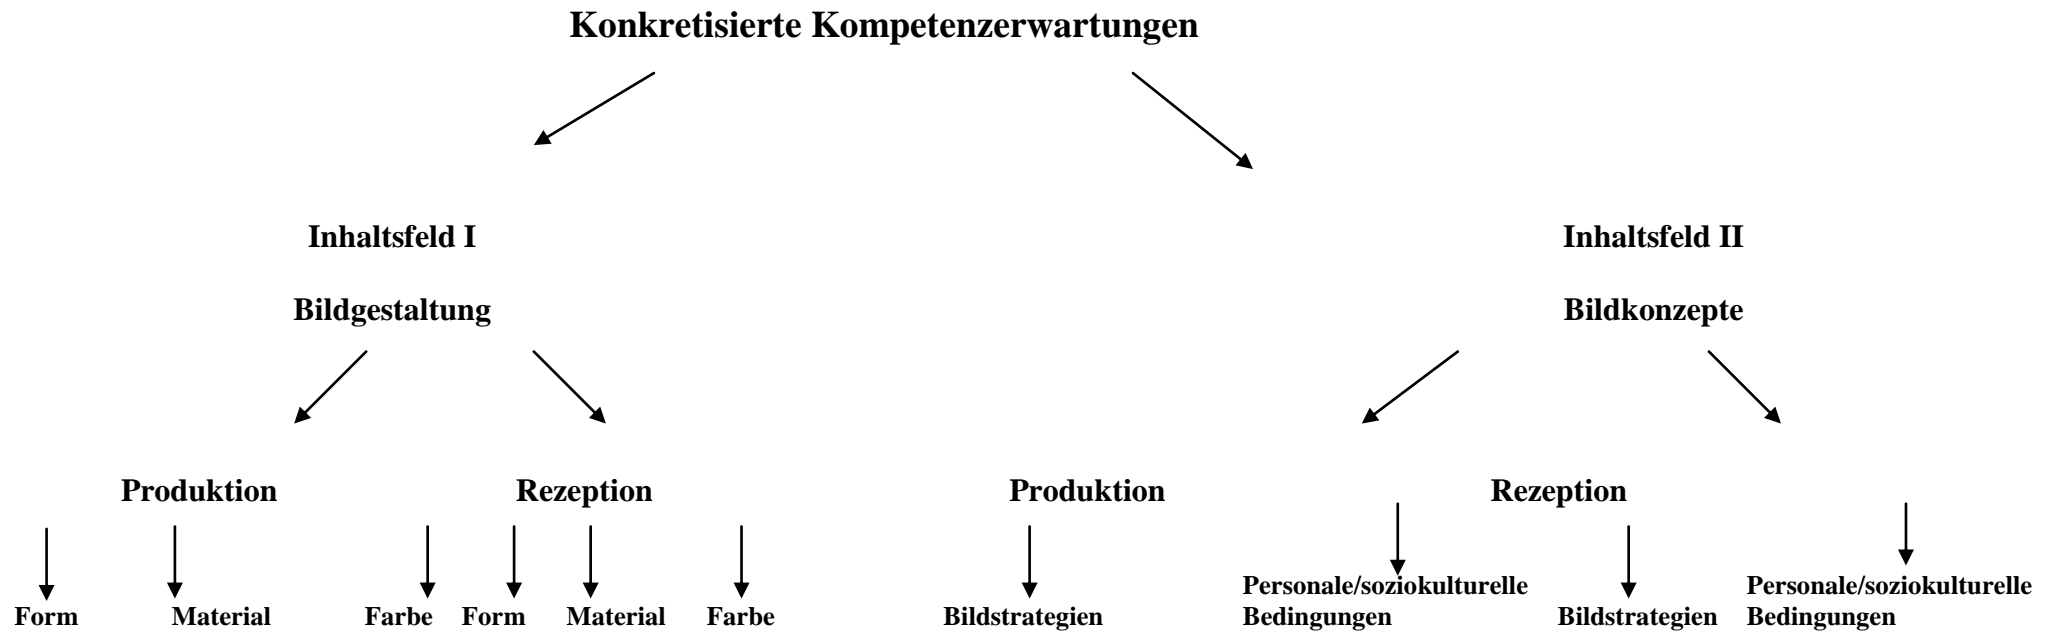 Konkretisierte Kompetenzerwartungen
Inhaltsfeld I
Inhaltsfeld II
Bildgestaltung
Bildkonzepte
Produktion
Rezeption
Produktion
Rezeption
Form
Material
Farbe
Form
Material
Farbe
Bildstrategien
Personale/soziokulturelle
Bedingungen
Bildstrategien
Personale/soziokulturelle
Bedingungen